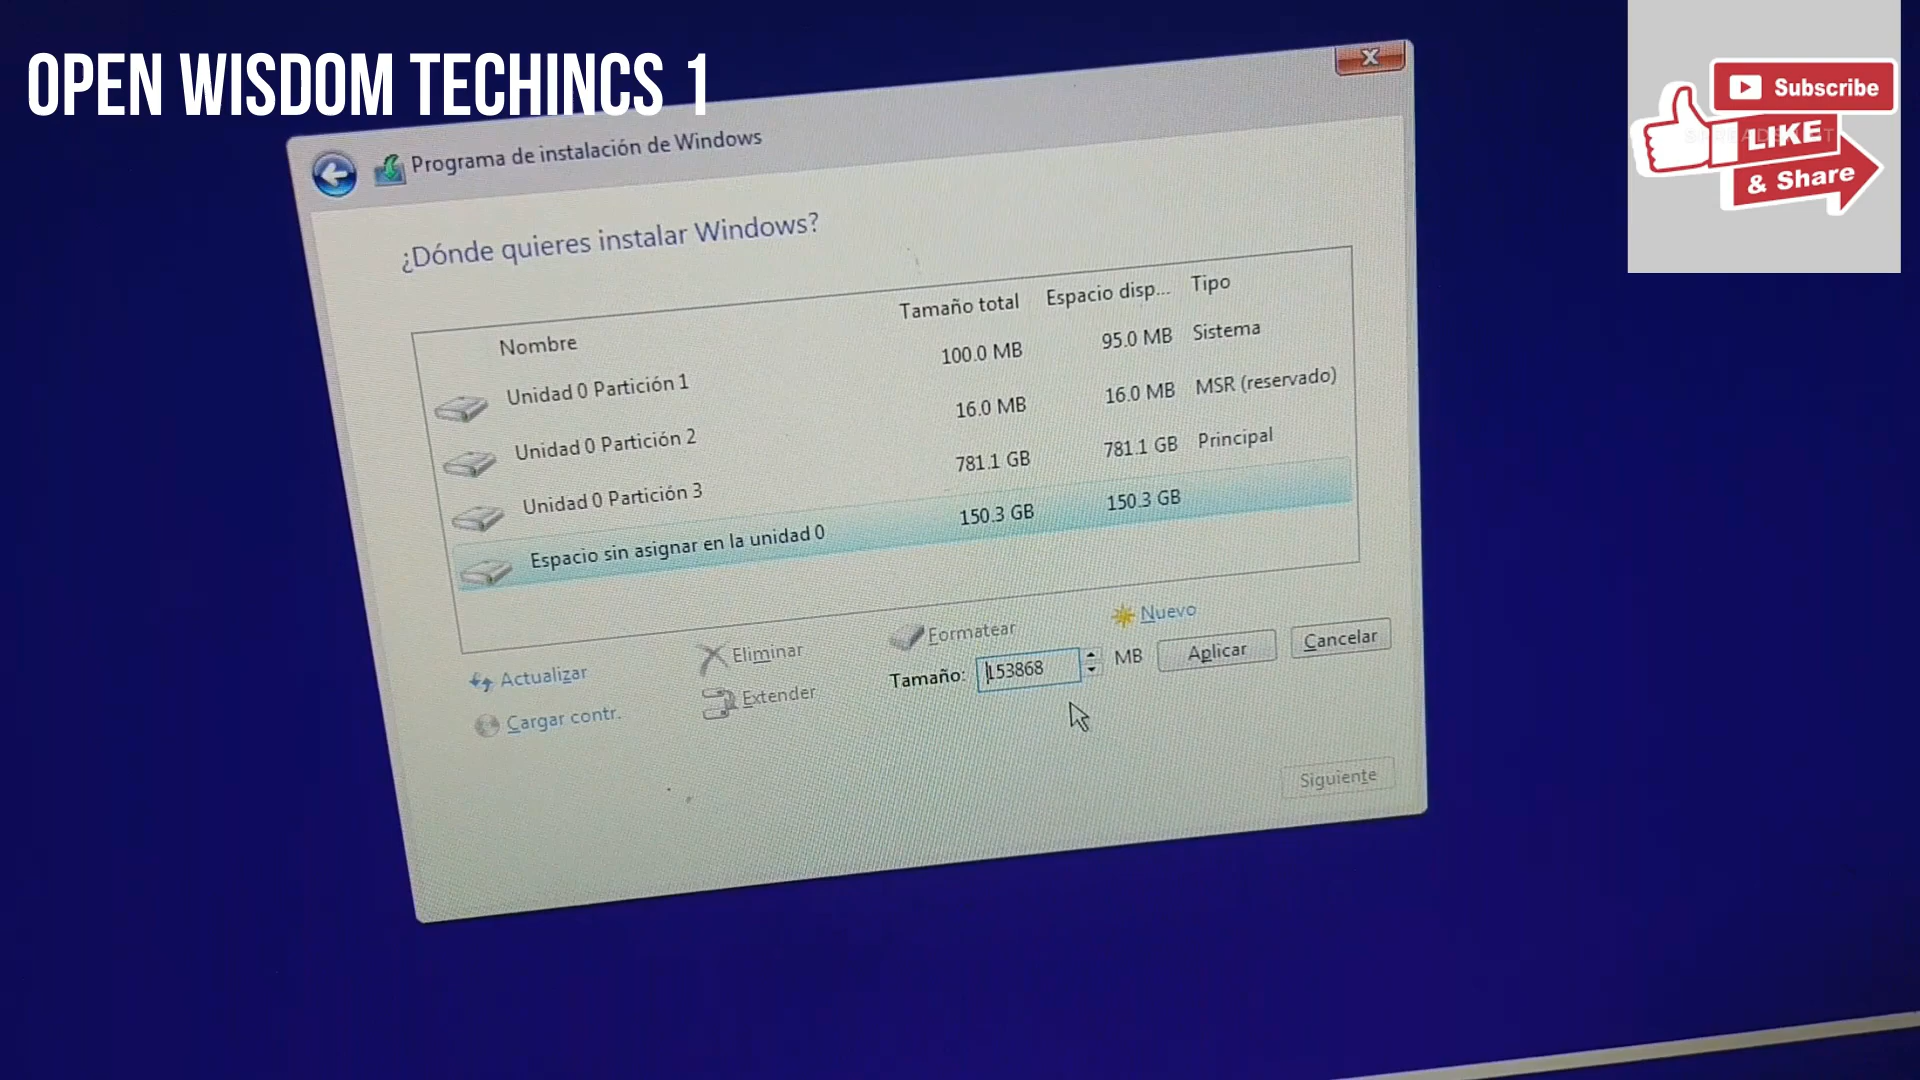 OPEN WISDOM TECHINCS 1
Subscribe
LIKE
& Share
Programa de instalación de Windows
¿Dónde quieres instalar Windows?
Nombre Tamaño total Espacio disp... Tipo
Unidad 0 Partición 1 100.0 MB 95.0 MB Sistema
Unidad 0 Partición 2 16.0 MB 16.0 MB MSR (reservado)
Unidad 0 Partición 3 781.1 GB 781.1 GB Principal
Espacio sin asignar en la unidad 0 150.3 GB 150.3 GB
Actualizar Eliminar Formatear Nuevo
Cargar contr. Extender Tamaño: 153868 MB Aplicar Cancelar
Siguiente